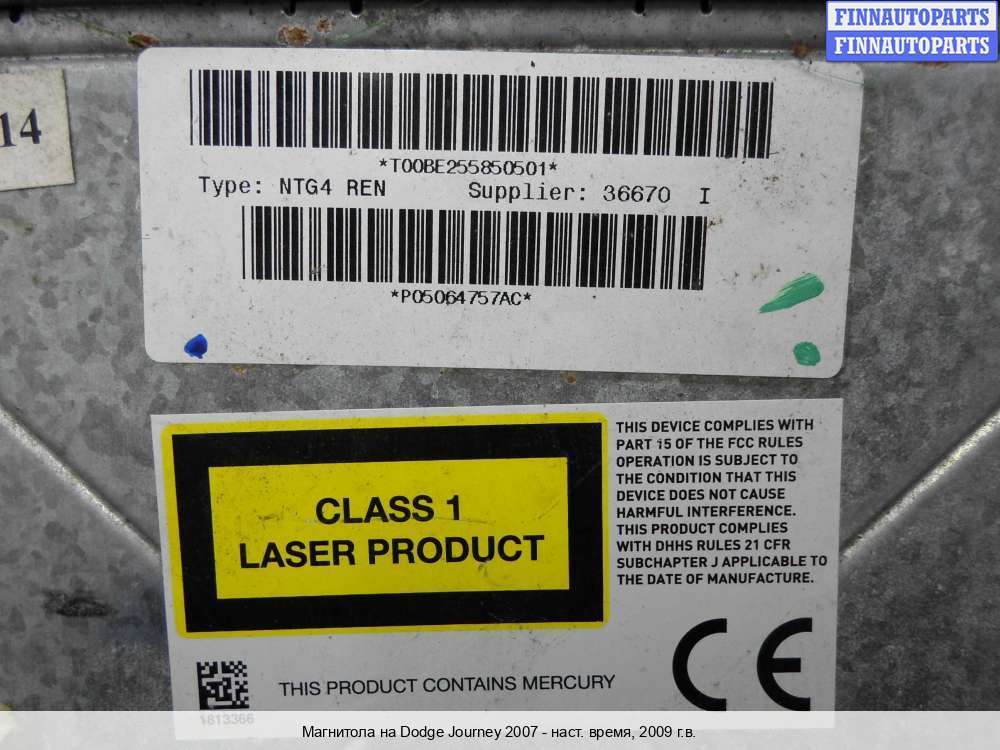 FINNAUTOPARTS
FINNAUTOPARTS
14
*T00BE255850501*
Type: NTG4 REN Supplier: 36670 I
*P05064757AC*
CLASS 1
LASER PRODUCT
THIS DEVICE COMPLIES WITH
PART 15 OF THE FCC RULES
OPERATION IS SUBJECT TO
THE CONDITION THAT THIS
DEVICE DOES NOT CAUSE
HARMFUL INTERFERENCE.
THIS PRODUCT COMPLIES
WITH DHHS RULES 21 CFR
SUBCHAPTER J APPLICABLE TO
THE DATE OF MANUFACTURE.
CE
THIS PRODUCT CONTAINS MERCURY
1813366
Магнитола на Dodge Journey 2007 - наст. время, 2009 г.в.